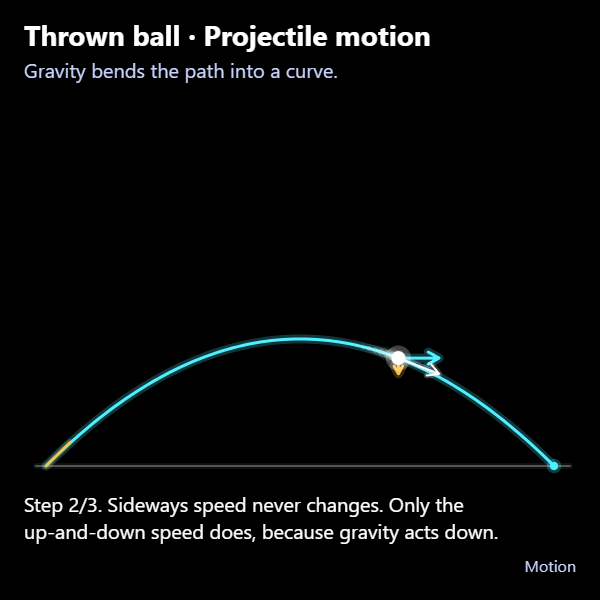 Thrown ball · Projectile motion
Gravity bends the path into a curve.
Step 2/3. Sideways speed never changes. Only the
up-and-down speed does, because gravity acts down.
Motion